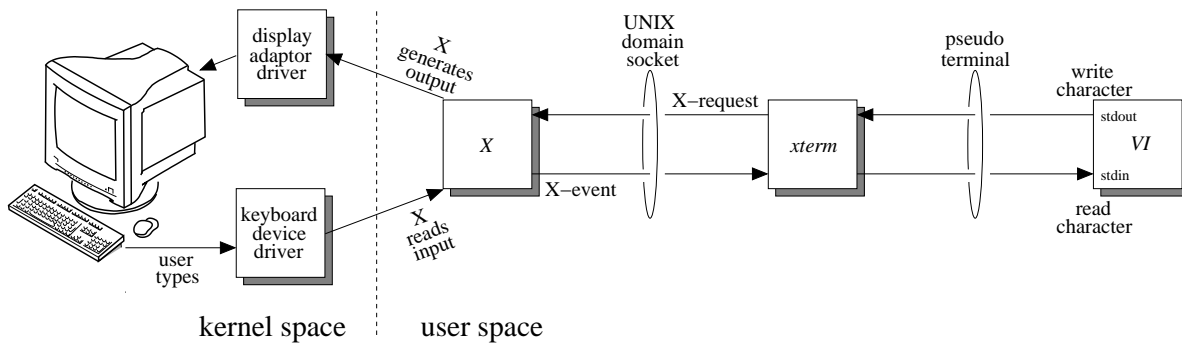 display
adaptor
driver
X
generates
output
UNIX
domain
socket
pseudo
terminal
write
character
X–request
stdout
X
xterm
VI
X–event
stdin
read
character
keyboard
device
driver
X
reads
input
user
types
kernel space
user space